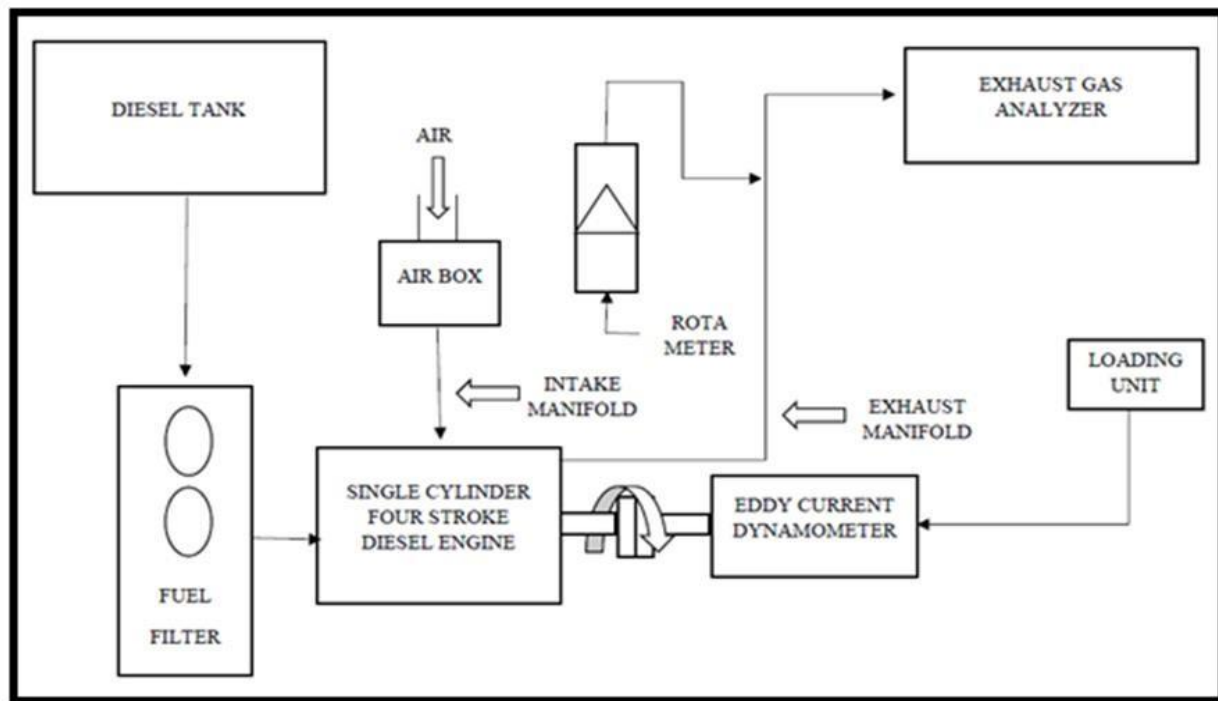 DIESEL TANK
EXHAUST GAS
ANALYZER
AIR
AIR BOX
ROTA
METER
LOADING
UNIT
INTAKE
MANIFOLD
EXHAUST
MANIFOLD
SINGLE CYLINDER
FOUR STROKE
DIESEL ENGINE
EDDY CURRENT
DYNAMOMETER
FUEL
FILTER